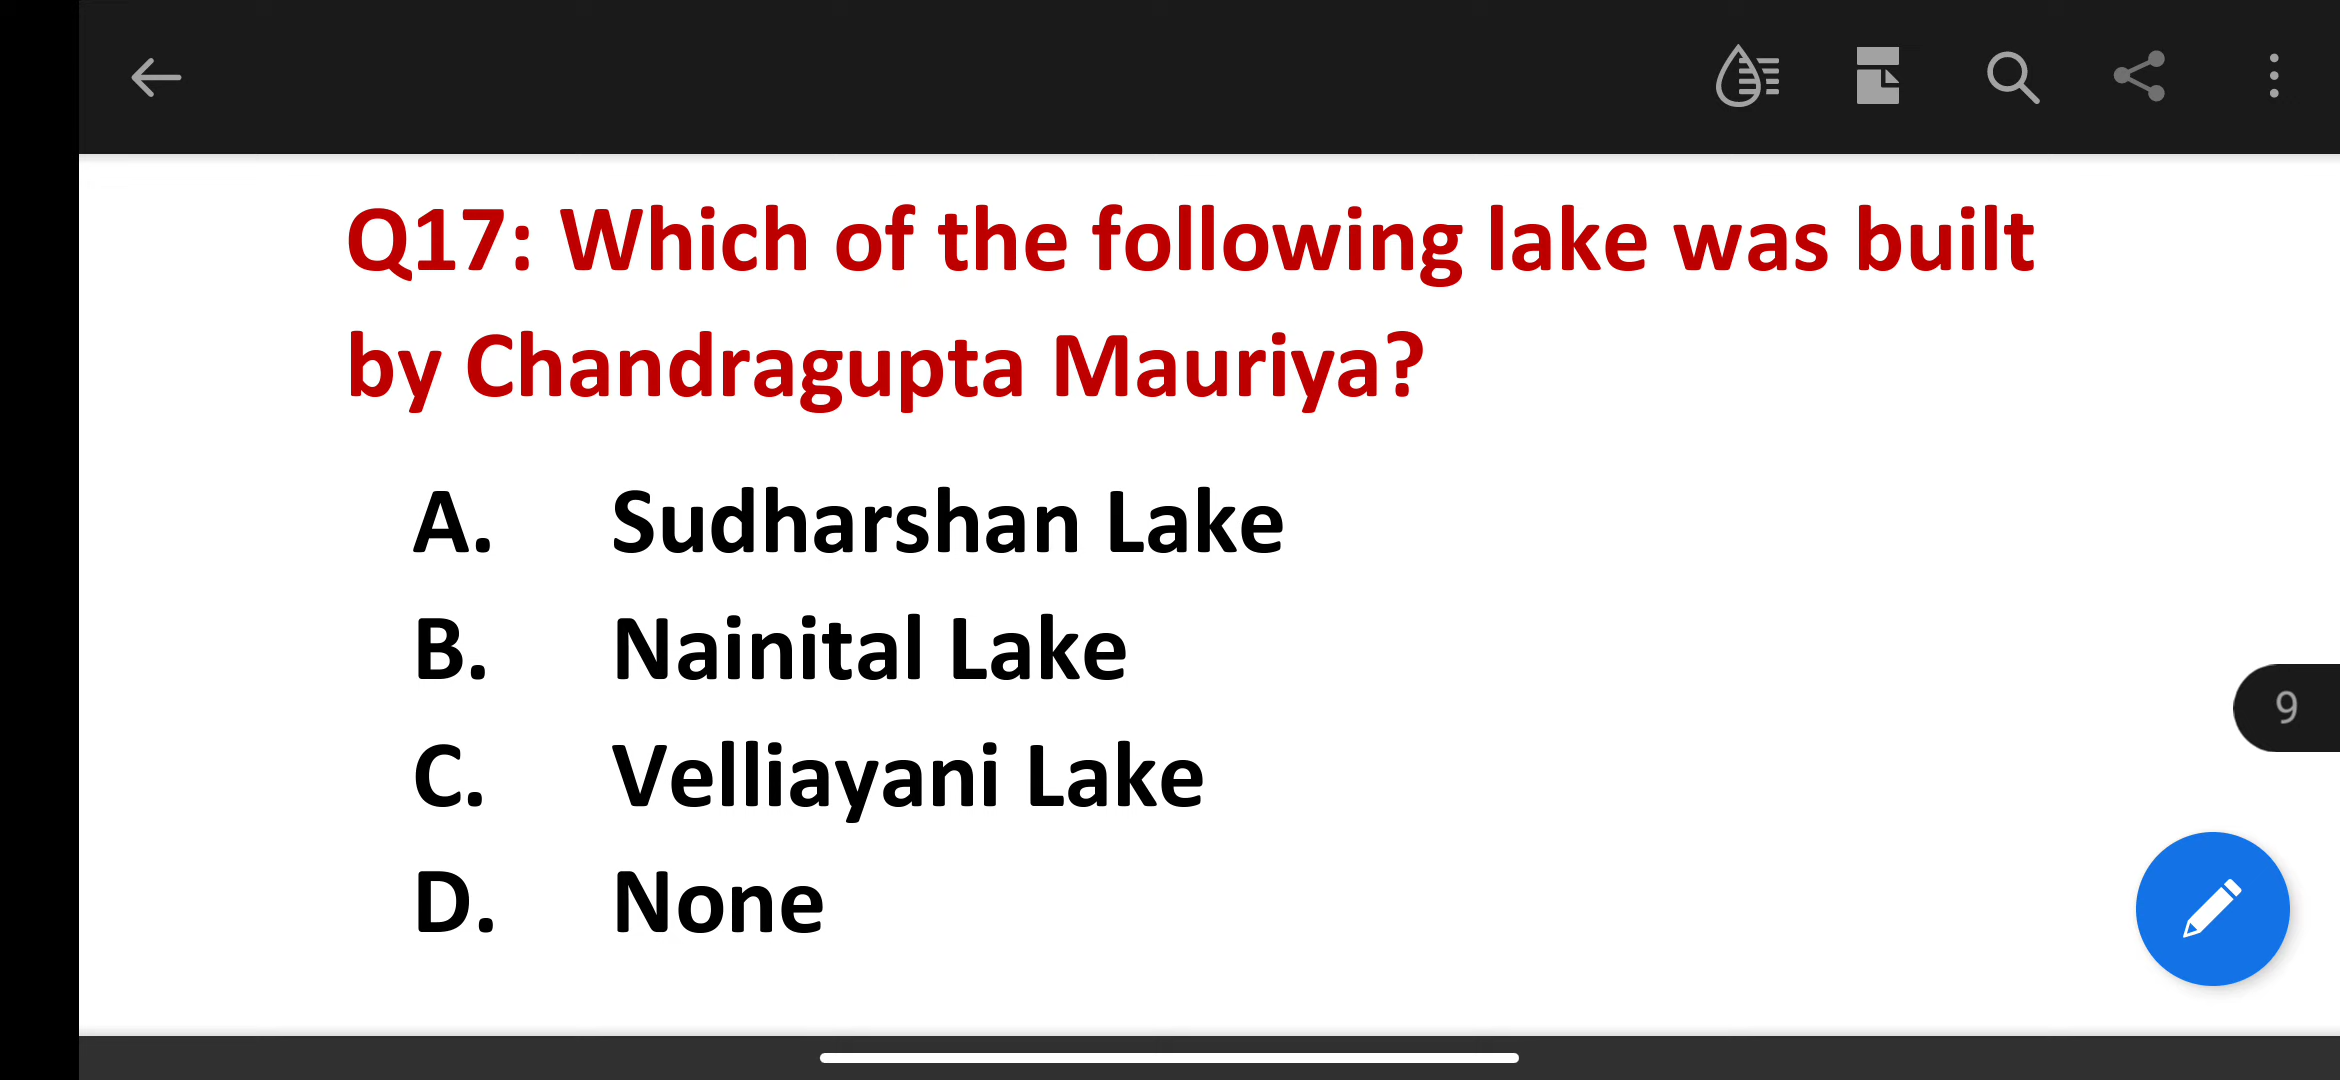 Q17: Which of the following lake was built
by Chandragupta Mauriya?
A. Sudharshan Lake
B. Nainital Lake
C. Velliayani Lake
D. None
9